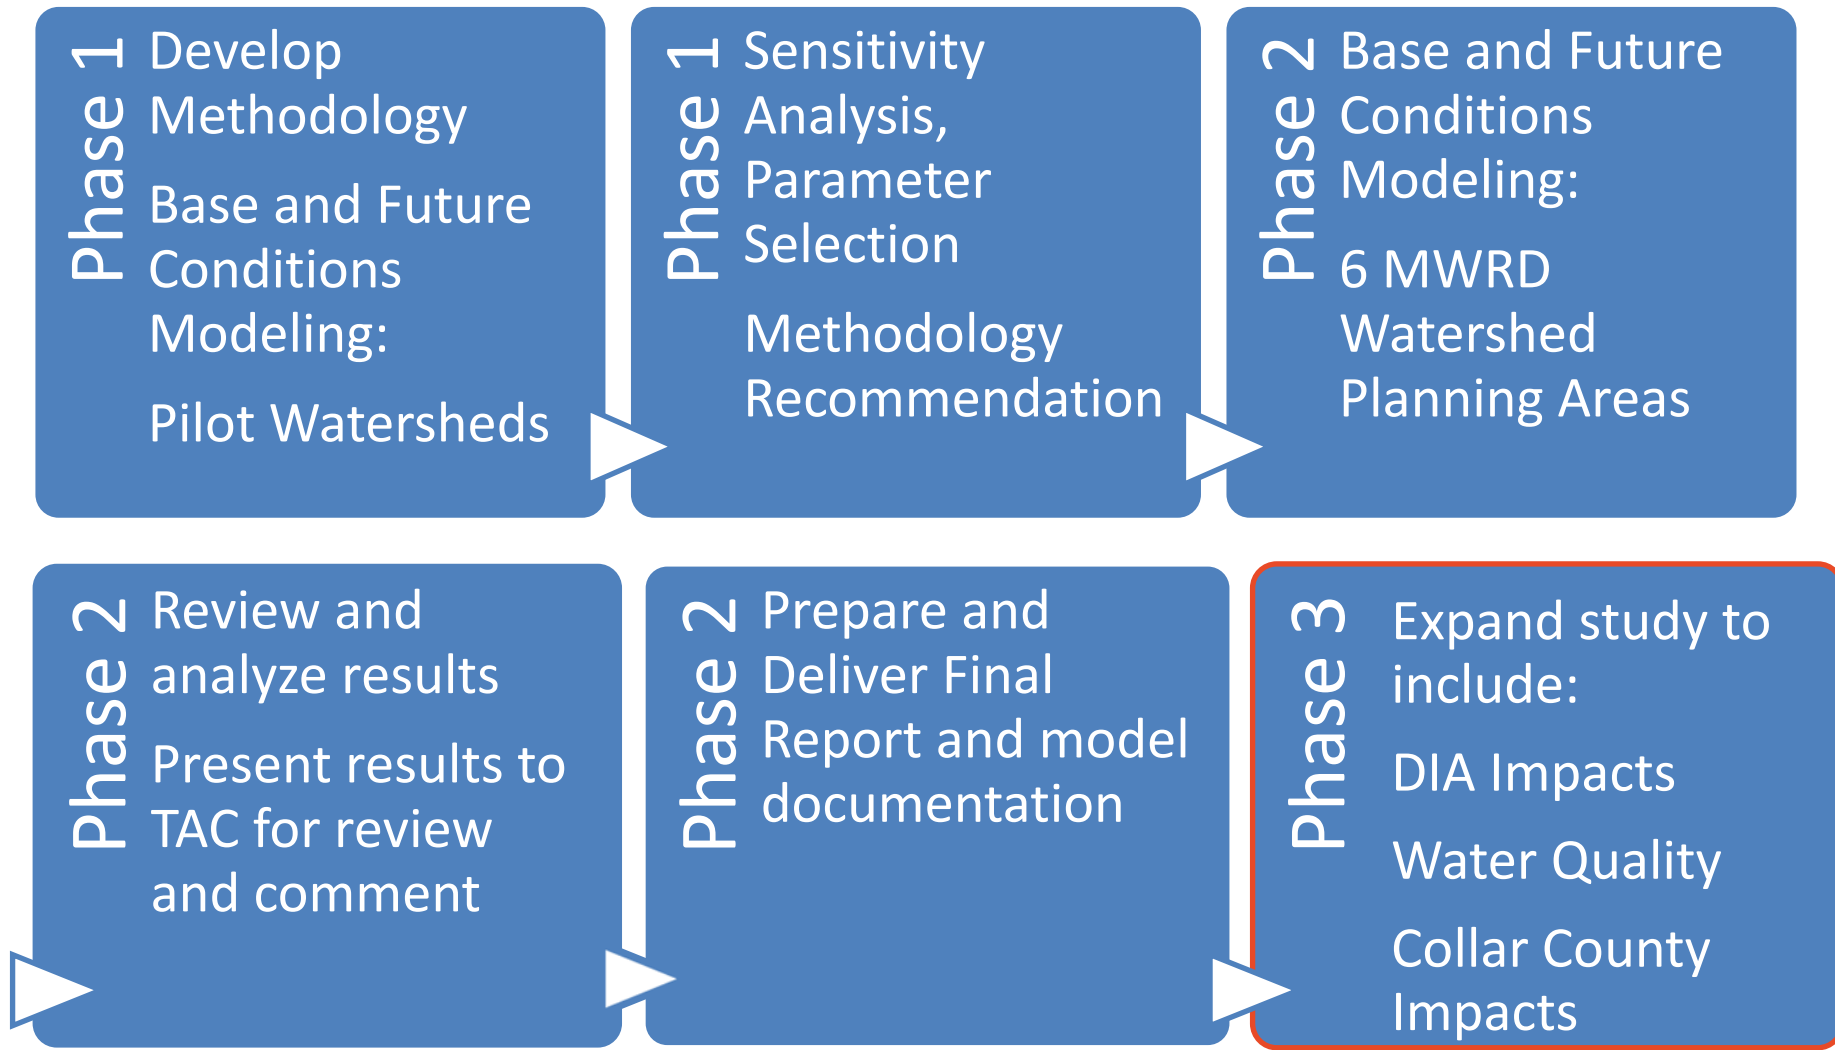 Phase 1
Develop
Methodology
Base and Future
Conditions
Modeling:
Pilot Watersheds
Phase 1
Sensitivity
Analysis,
Parameter
Selection
Methodology
Recommendation
Phase 2
Base and Future
Conditions
Modeling:
6 MWRD
Watershed
Planning Areas
Phase 2
Review and
analyze results
Present results to
TAC for review
and comment
Phase 2
Prepare and
Deliver Final
Report and model
documentation
Phase 3
Expand study to
include:
DIA Impacts
Water Quality
Collar County
Impacts